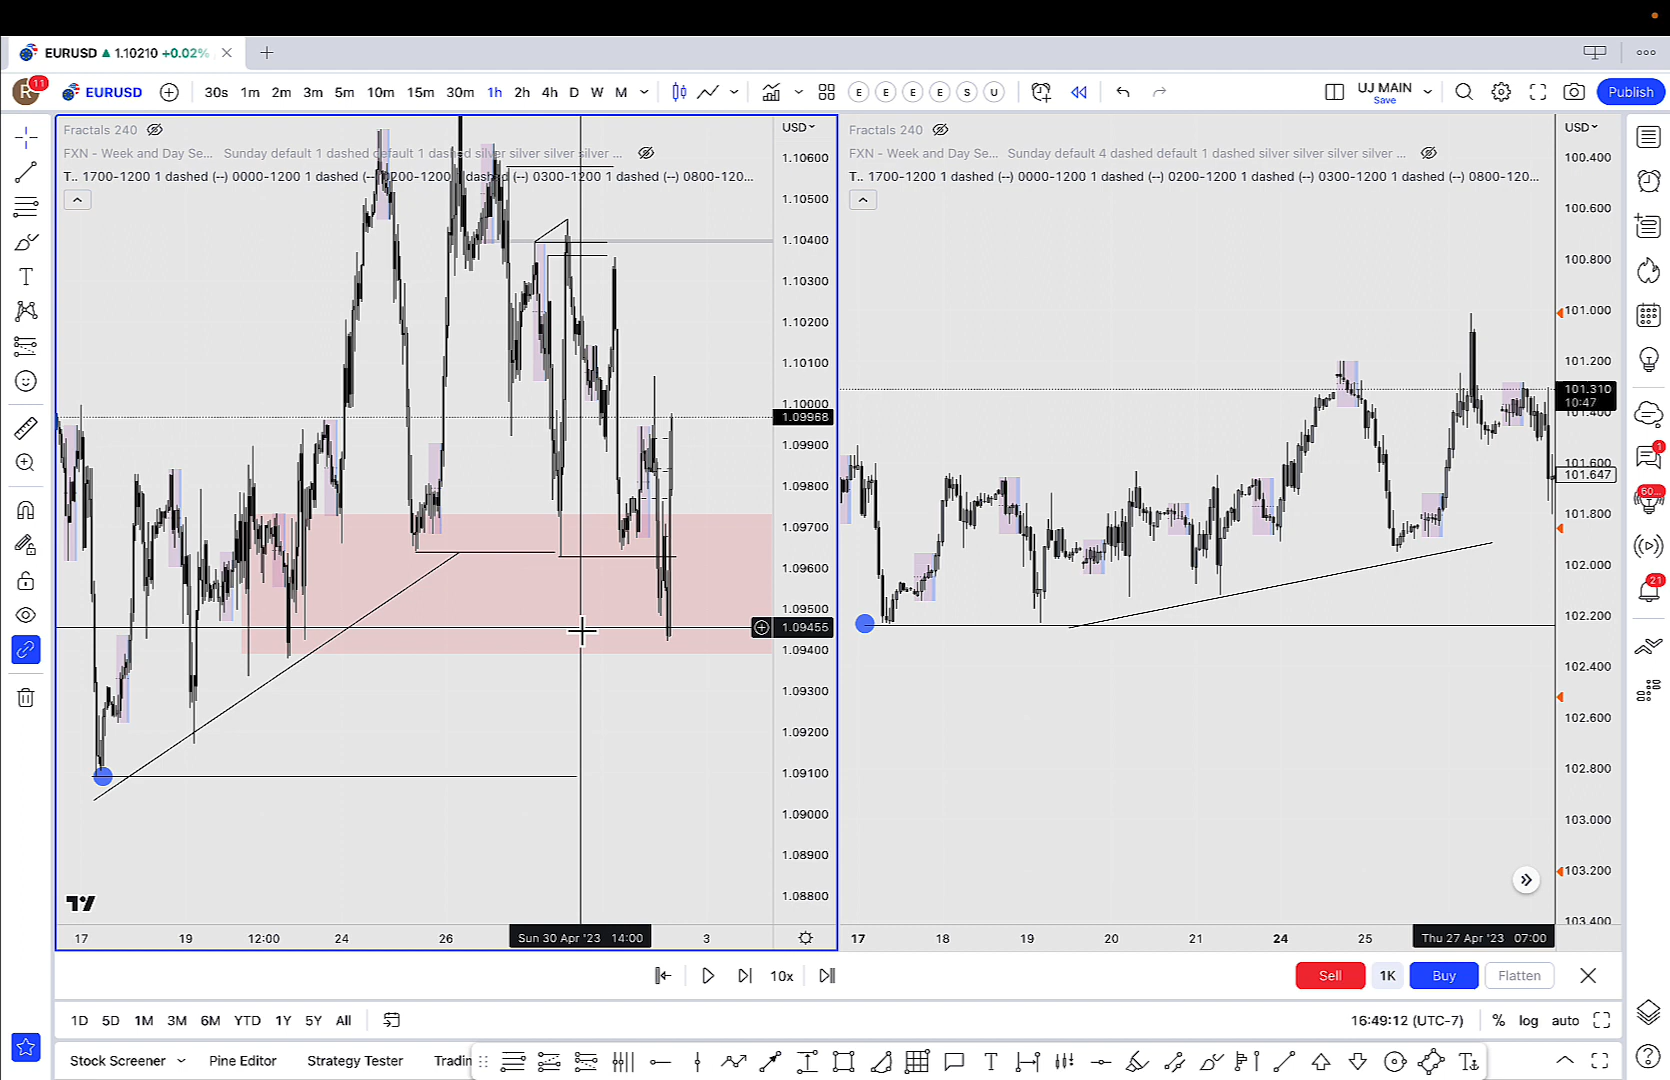 EURUSD ▲ 1.10210 +0.02%
R 11 EURUSD 30s 1m 2m 3m 5m 10m 15m 30m 1h 2h 4h D W M E E E E S U UJ MAIN Save Publish
Fractals 240
FXN - Week and Day Se... Sunday default 1 dashed default 1 dashed silver silver silver silver ...
T.. 1700-1200 1 dashed (--) 0000-1200 1 dashed (--) 0200-1200 1 dashed (--) 0300-1200 1 dashed (--) 0800-120...
USD
1.10600
1.10500
1.10400
1.10300
1.10200
1.10100
1.10000
1.09968
1.09900
1.09800
1.09700
1.09600
1.09500
1.09455
1.09400
1.09300
1.09200
1.09100
1.09000
1.08900
1.08800
17 19 12:00 24 26 Sun 30 Apr '23 14:00 3
Fractals 240
FXN - Week and Day Se... Sunday default 4 dashed default 1 dashed silver silver silver silver ...
T.. 1700-1200 1 dashed (--) 0000-1200 1 dashed (--) 0200-1200 1 dashed (--) 0300-1200 1 dashed (--) 0800-120...
USD
100.400
100.600
100.800
101.000
101.200
101.310
10:47
101.400
101.600
101.647
101.800
102.000
102.200
102.400
102.600
102.800
103.000
103.200
103.400
17 18 19 20 21 24 25 Thu 27 Apr '23 07:00
1
60...
21
10x Sell 1K Buy Flatten
1D 5D 1M 3M 6M YTD 1Y 5Y All 16:49:12 (UTC-7) % log auto
Stock Screener Pine Editor Strategy Tester Tradin